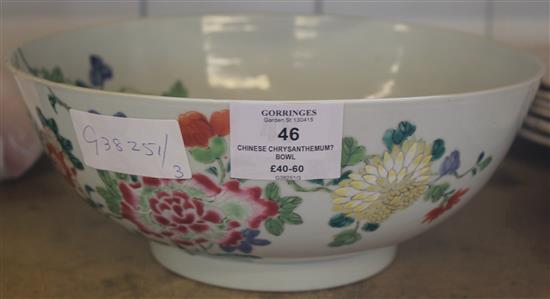 G38251/3
GORRINGES
Garden St 130415
46
CHINESE CHRYSANTHEMUM?
BOWL
£40-60
G38251/3